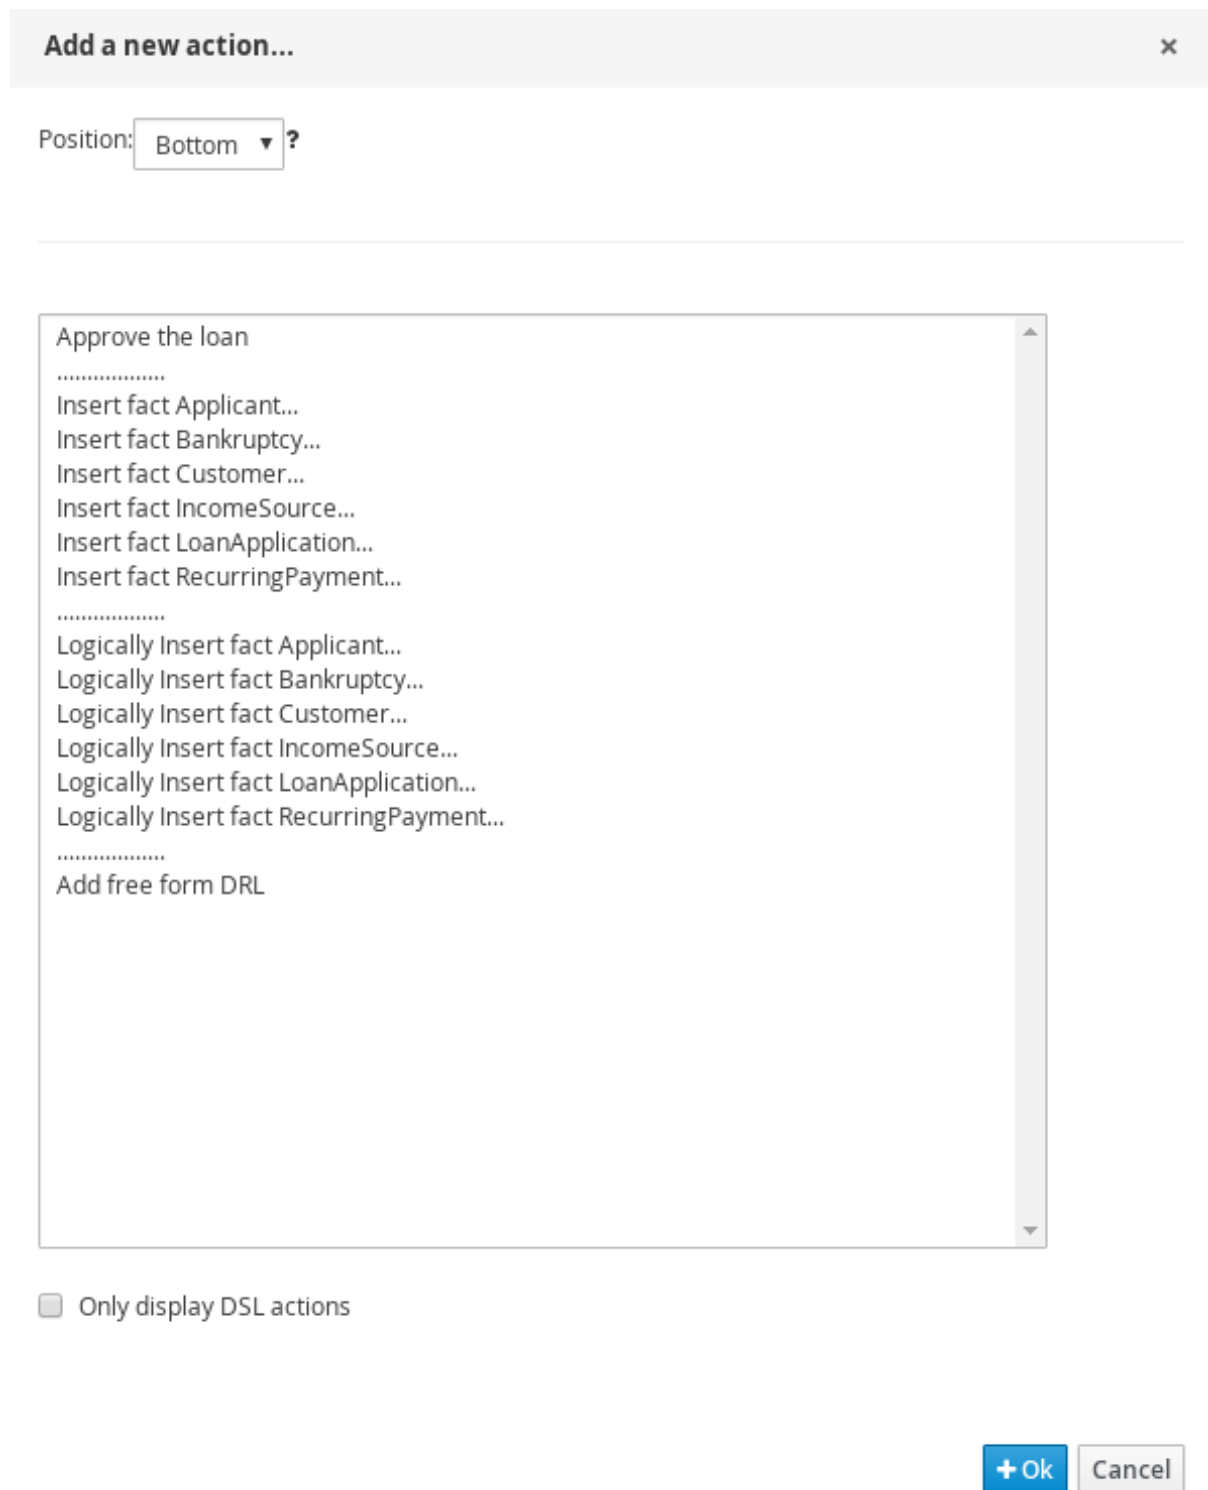 Add a new action...
×
Position: Bottom ▼ ?
Approve the loan
..................
Insert fact Applicant...
Insert fact Bankruptcy...
Insert fact Customer...
Insert fact IncomeSource...
Insert fact LoanApplication...
Insert fact RecurringPayment...
..................
Logically Insert fact Applicant...
Logically Insert fact Bankruptcy...
Logically Insert fact Customer...
Logically Insert fact IncomeSource...
Logically Insert fact LoanApplication...
Logically Insert fact RecurringPayment...
..................
Add free form DRL
Only display DSL actions
+ Ok Cancel